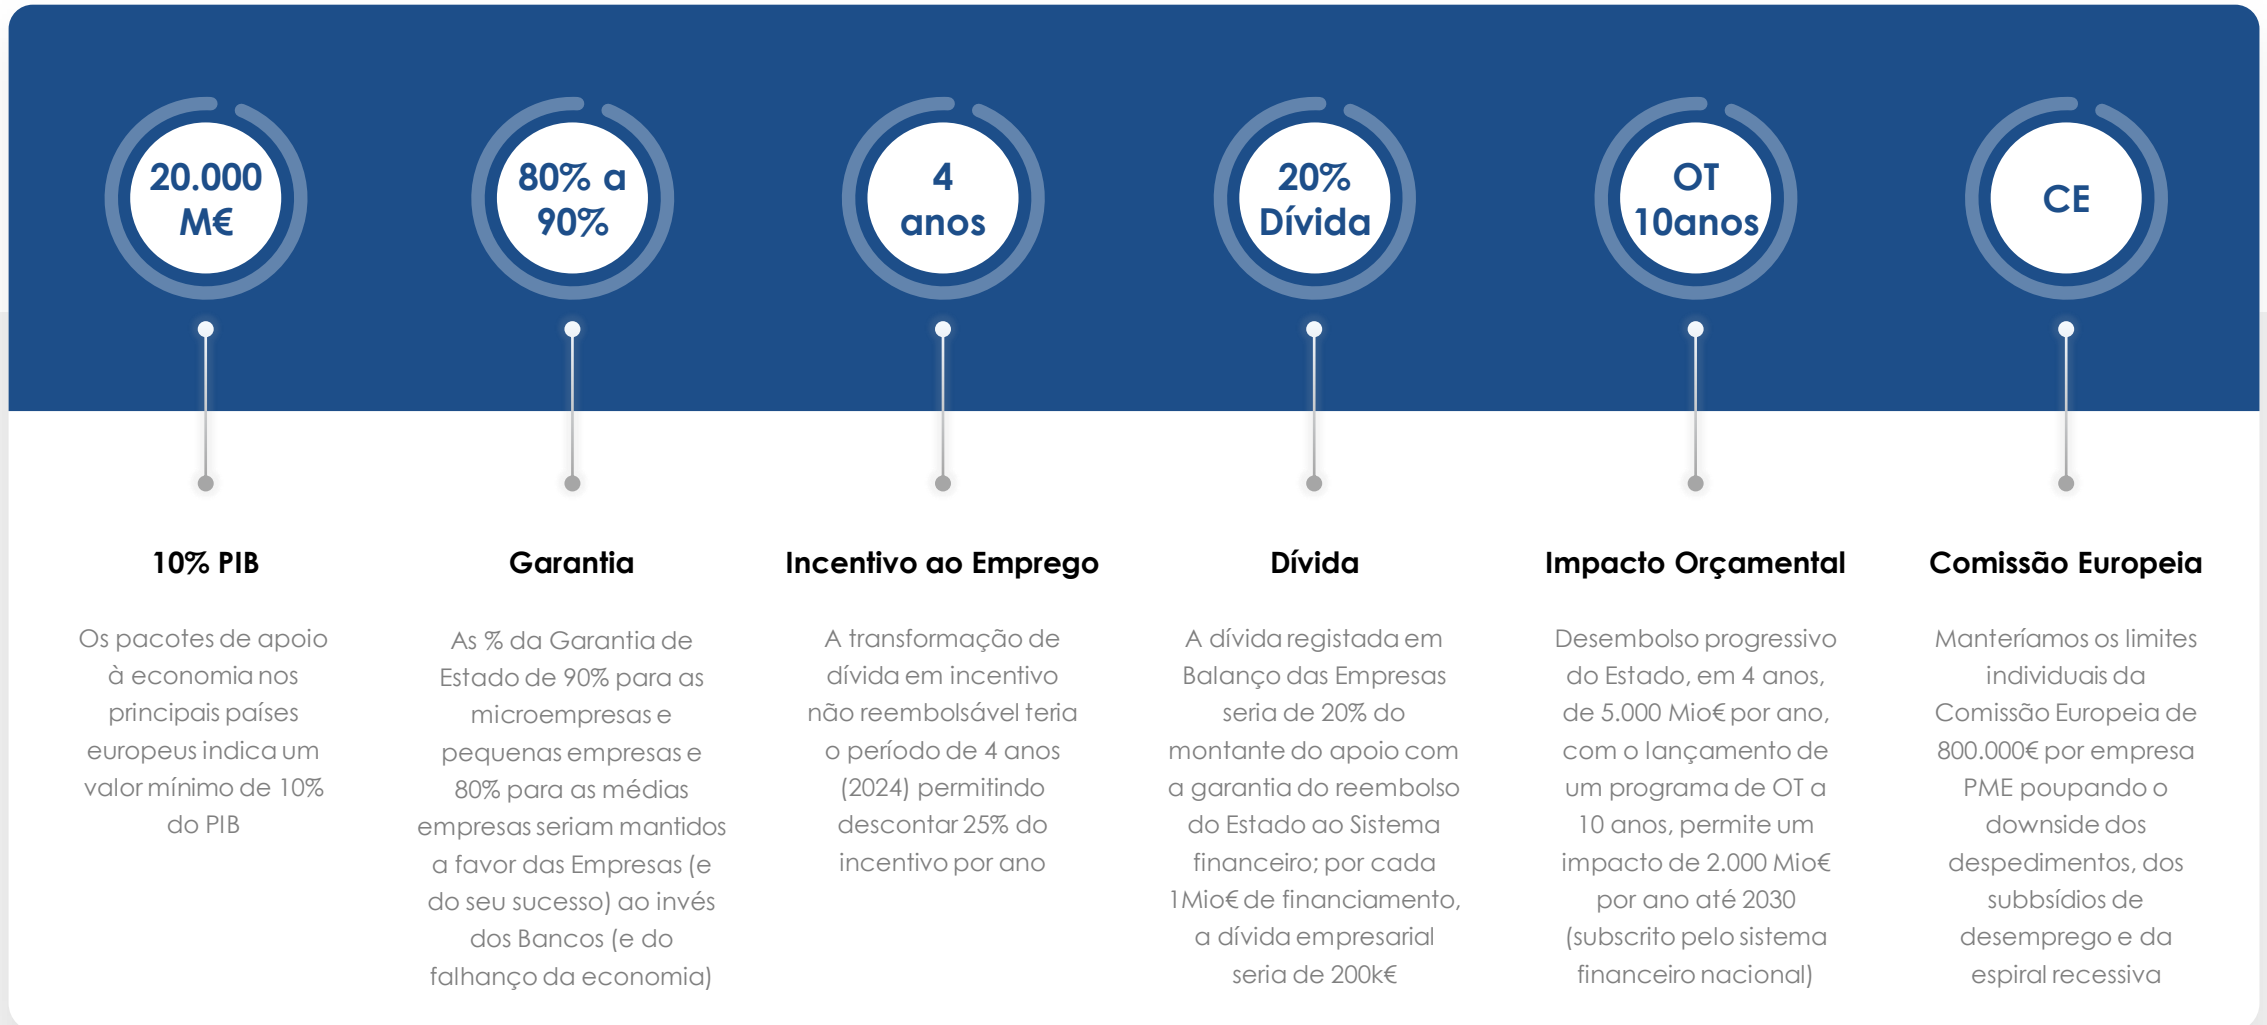 20.000
M€
80% a
90%
4
anos
20%
Dívida
OT
10anos
CE
10% PIB
Os pacotes de apoio
à economia nos
principais países
europeus indica um
valor mínimo de 10%
do PIB
Garantia
As % da Garantia de
Estado de 90% para as
microempresas e
pequenas empresas e
80% para as médias
empresas seriam mantidos
a favor das Empresas (e
do seu sucesso) ao invés
dos Bancos (e do
falhanço da economia)
Incentivo ao Emprego
A transformação de
dívida em incentivo
não reembolsável teria
o período de 4 anos
(2024) permitindo
descontar 25% do
incentivo por ano
Dívida
A dívida registada em
Balanço das Empresas
seria de 20% do
montante do apoio com
a garantia do reembolso
do Estado ao Sistema
financeiro; por cada
1Mio€ de financiamento,
a dívida empresarial
seria de 200k€
Impacto Orçamental
Desembolso progressivo
do Estado, em 4 anos,
de 5.000 Mio€ por ano,
com o lançamento de
um programa de OT a
10 anos, permite um
impacto de 2.000 Mio€
por ano até 2030
(subscrito pelo sistema
financeiro nacional)
Comissão Europeia
Manteríamos os limites
individuais da
Comissão Europeia de
800.000€ por empresa
PME poupando o
downside dos
despedimentos, dos
subbsídios de
desemprego e da
espiral recessiva